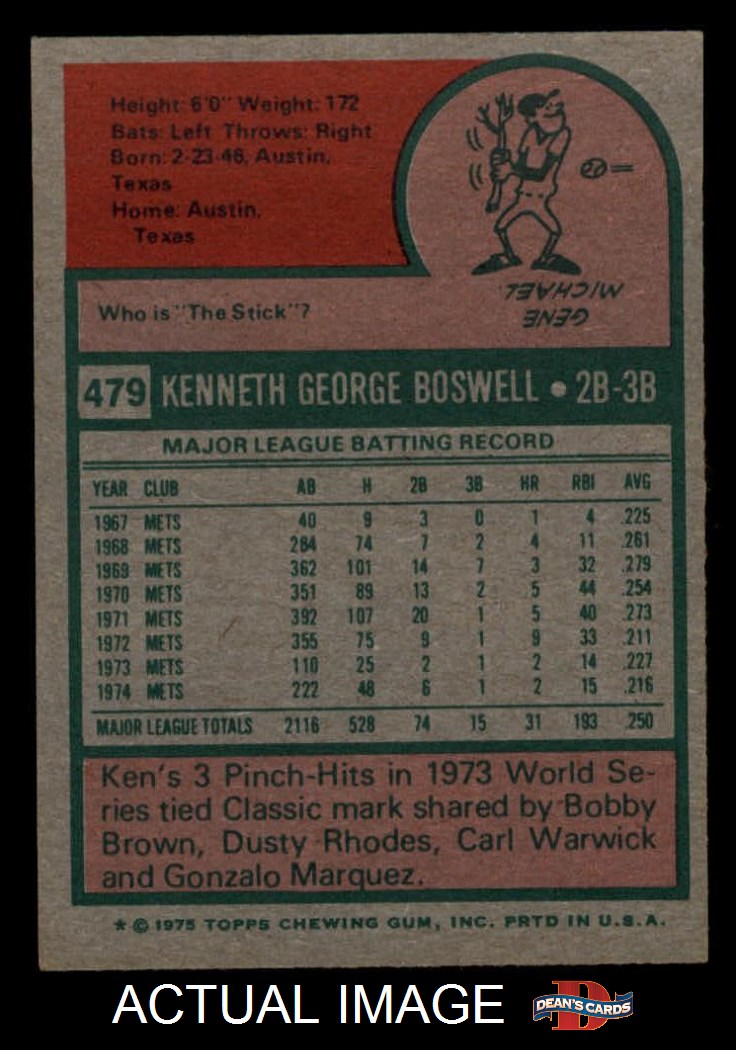 Height: 6'0" Weight: 172
Bats: Left Throws: Right
Born: 2-23-46, Austin,
Texas
Home: Austin,
Texas
Who is "The Stick"?
GENE
MICHAEL
479 KENNETH GEORGE BOSWELL • 2B-3B
MAJOR LEAGUE BATTING RECORD
YEAR CLUB AB H 2B 3B HR RBI AVG
1967 METS 40 9 3 0 1 4 .225
1968 METS 284 74 7 2 4 11 .261
1969 METS 362 101 14 7 3 32 .279
1970 METS 351 89 13 2 5 44 .254
1971 METS 392 107 20 1 5 40 .273
1972 METS 355 75 9 1 9 33 .211
1973 METS 110 25 2 1 2 14 .227
1974 METS 222 48 6 1 2 15 .216
MAJOR LEAGUE TOTALS 2116 528 74 15 31 193 .250
Ken's 3 Pinch-Hits in 1973 World Se-
ries tied Classic mark shared by Bobby
Brown, Dusty Rhodes, Carl Warwick
and Gonzalo Marquez.
* © 1975 TOPPS CHEWING GUM, INC. PRTD IN U.S.A.
ACTUAL IMAGE
D
DEAN'S CARDS